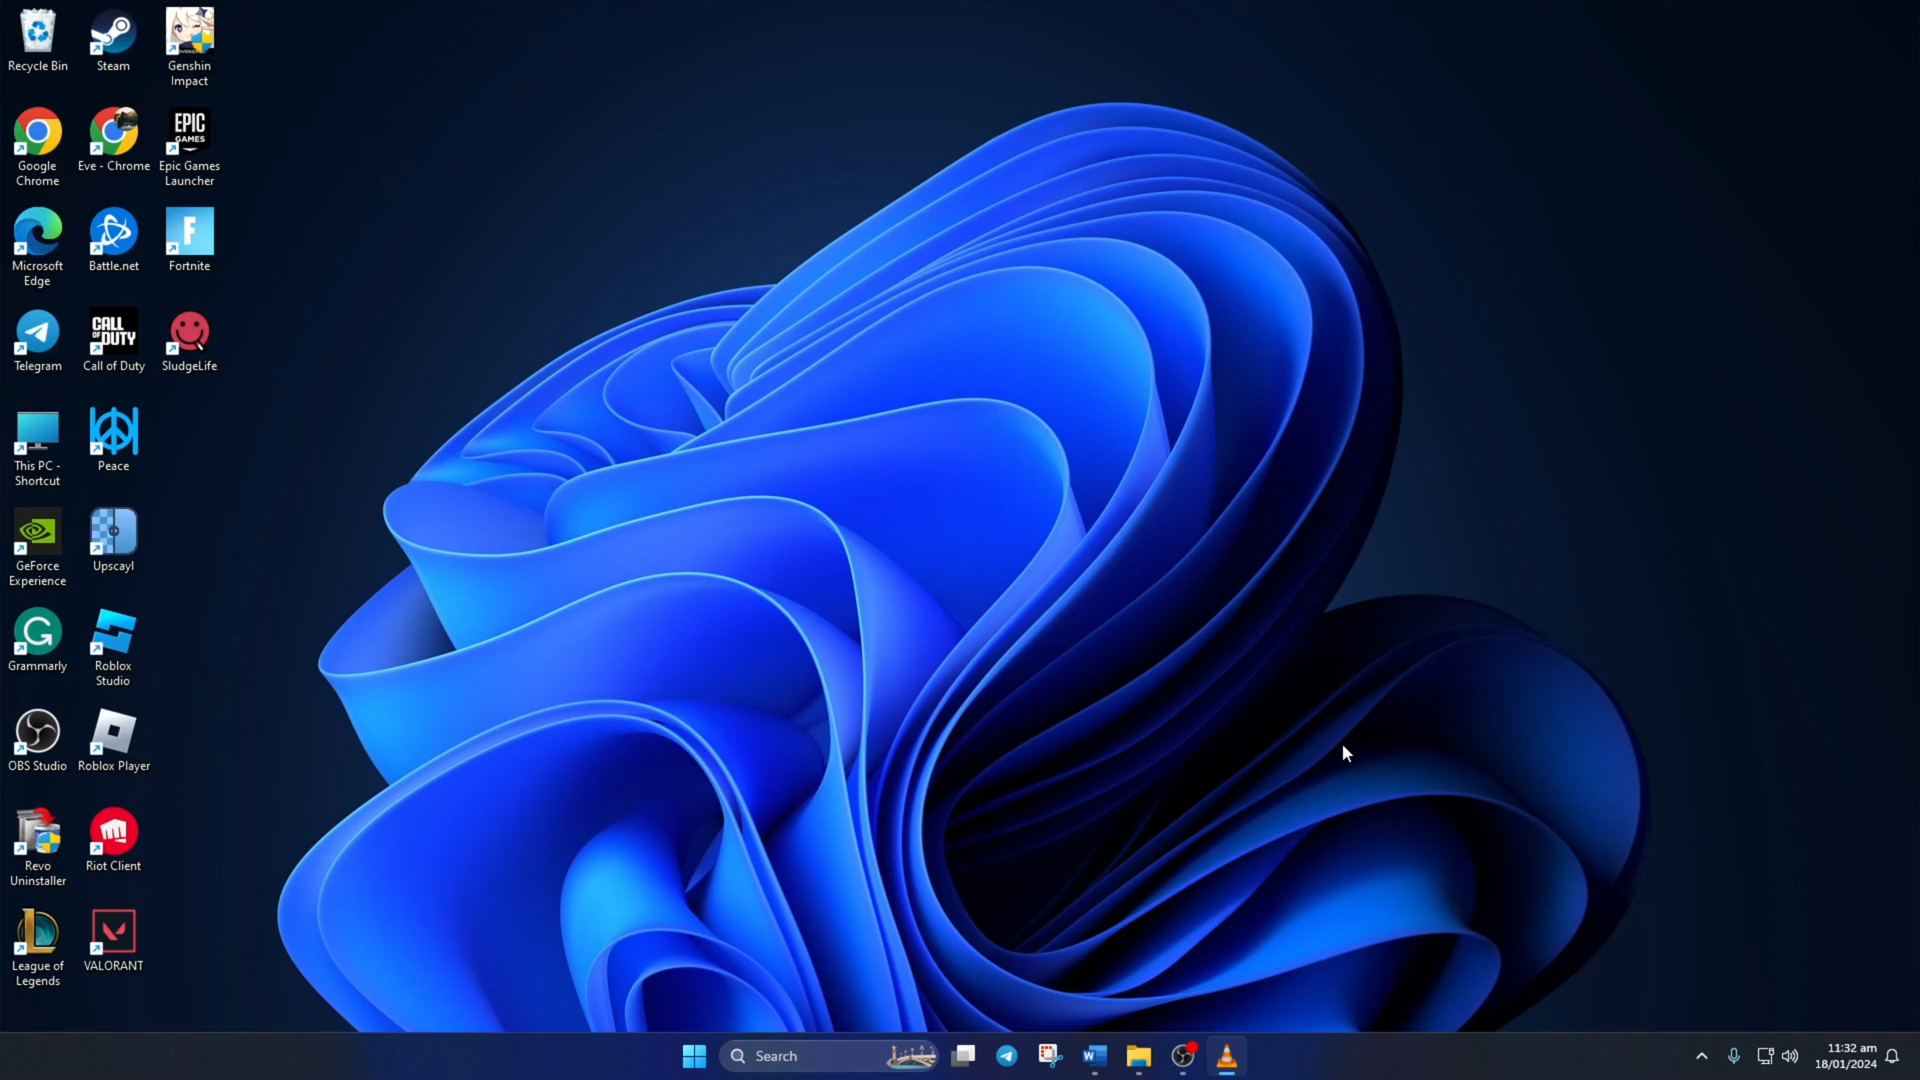 Recycle Bin
Steam
Genshin
Impact
Google
Chrome
Eve - Chrome
EPIC
GAMES
Epic Games
Launcher
Microsoft
Edge
Battle.net
F
Fortnite
Telegram
CALL
OF DUTY
Call of Duty
SludgeLife
This PC -
Shortcut
Peace
GeForce
Experience
Upscayl
G
Grammarly
Roblox
Studio
OBS Studio
Roblox Player
Revo
Uninstaller
Riot Client
L
League of
Legends
VALORANT
Search
W
11:32 am
18/01/2024